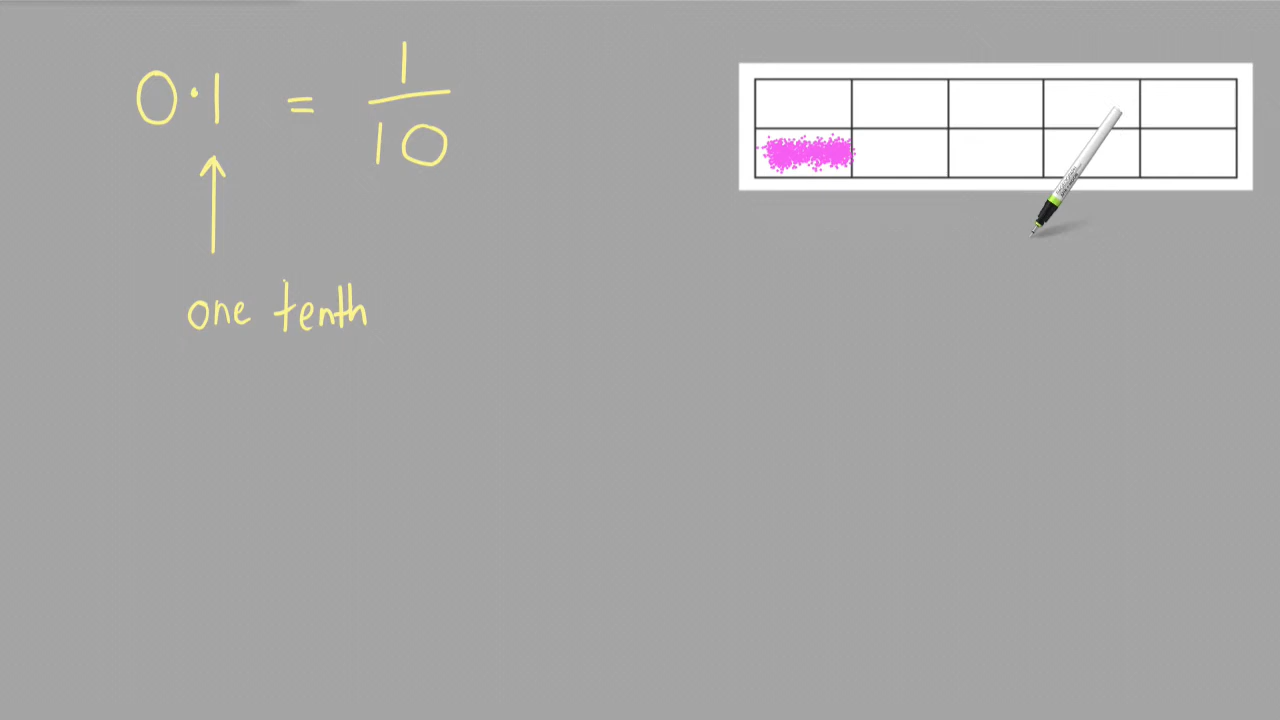 0·1 = 1/10
one tenth